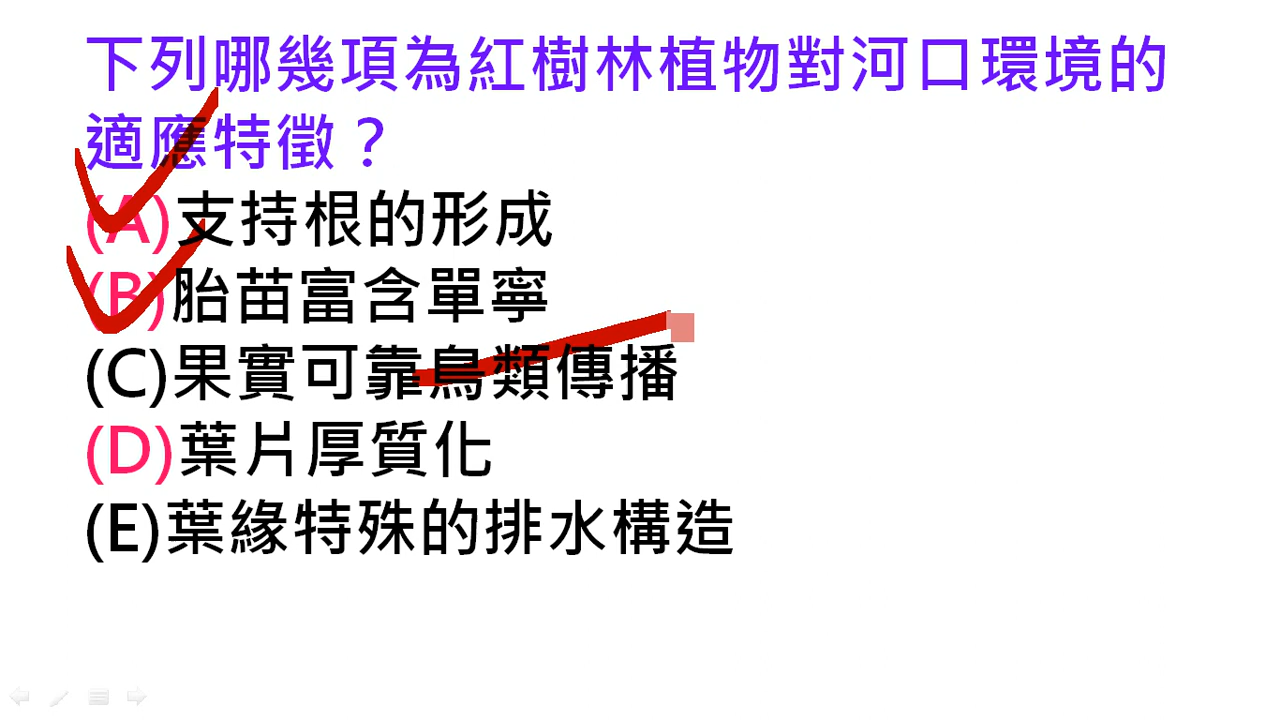 下列哪幾項為紅樹林植物對河口環境的
適應特徵？
(A)支持根的形成
(B)胎苗富含單寧
(C)果實可靠鳥類傳播
(D)葉片厚質化
(E)葉緣特殊的排水構造